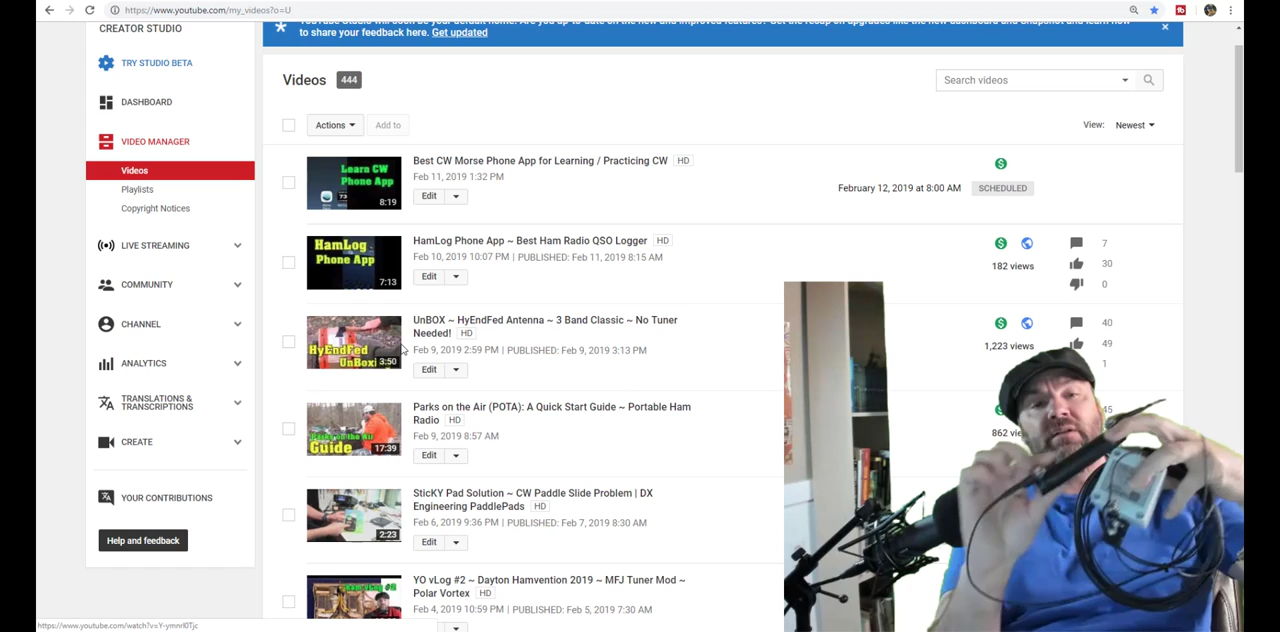 https://www.youtube.com/my_videos?o=U
CREATOR STUDIO
to share your feedback here. Get updated
TRY STUDIO BETA
Videos 444
Search videos
DASHBOARD
Actions
Add to
View: Newest
VIDEO MANAGER
Videos
Playlists
Copyright Notices
LIVE STREAMING
COMMUNITY
CHANNEL
ANALYTICS
TRANSLATIONS &
TRANSCRIPTIONS
CREATE
YOUR CONTRIBUTIONS
Help and feedback
Learn CW
Phone App
8:19
Best CW Morse Phone App for Learning / Practicing CW HD
Feb 11, 2019 1:32 PM
Edit
February 12, 2019 at 8:00 AM SCHEDULED
HamLog
Phone App
7:13
HamLog Phone App ~ Best Ham Radio QSO Logger HD
Feb 10, 2019 10:07 PM | PUBLISHED: Feb 11, 2019 8:15 AM
Edit
182 views
7
30
0
HyEndFed
UnBoxi
3:50
UnBOX ~ HyEndFed Antenna ~ 3 Band Classic ~ No Tuner
Needed! HD
Feb 9, 2019 2:59 PM | PUBLISHED: Feb 9, 2019 3:13 PM
Edit
1,223 views
40
49
1
Parks on the Air
Guide
17:39
Parks on the Air (POTA): A Quick Start Guide ~ Portable Ham
Radio HD
Feb 9, 2019 8:57 AM
Edit
862
45
2:23
SticKY Pad Solution ~ CW Paddle Slide Problem | DX
Engineering PaddlePads HD
Feb 6, 2019 9:36 PM | PUBLISHED: Feb 7, 2019 8:30 AM
Edit
YO vLog #2 ~ Dayton Hamvention 2019 ~ MFJ Tuner Mod ~
Polar Vortex HD
Feb 4, 2019 10:59 PM | PUBLISHED: Feb 5, 2019 7:30 AM
https://www.youtube.com/watch?v=Y-ymnrI0Tjc